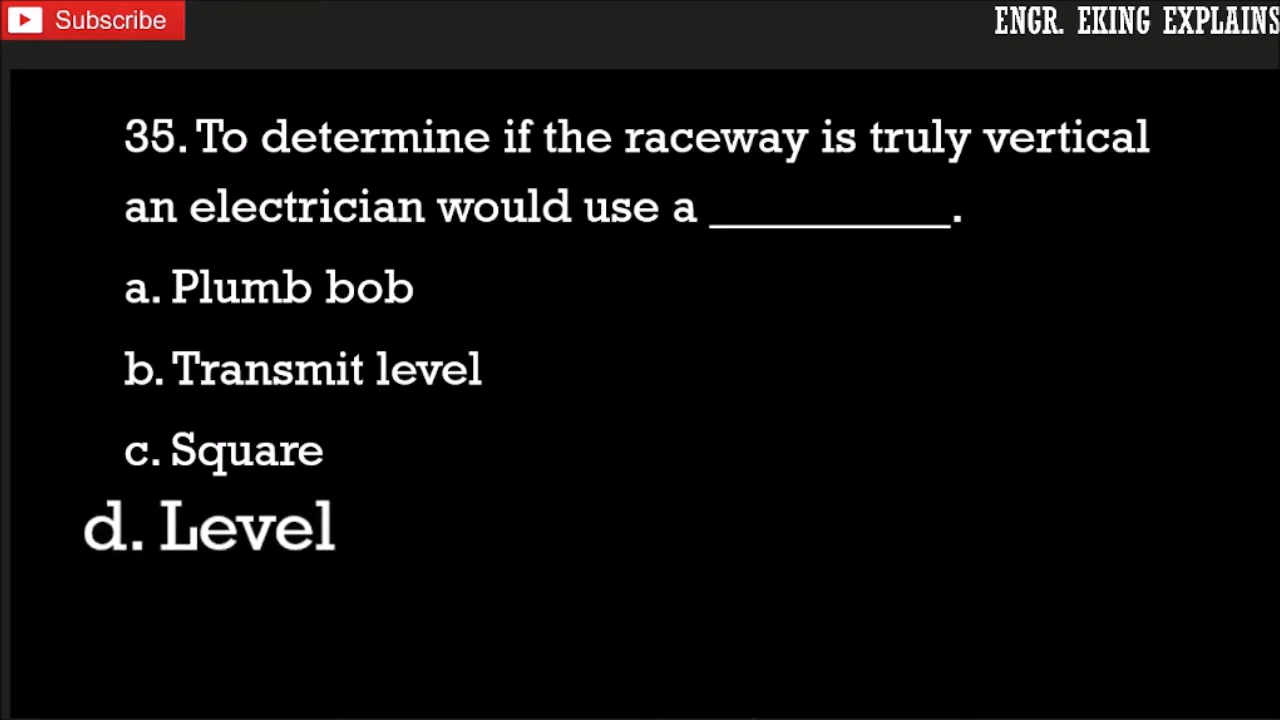 Subscribe
ENGR. EKING EXPLAINS
35. To determine if the raceway is truly vertical
an electrician would use a __________.
a. Plumb bob
b. Transmit level
c. Square
d. Level